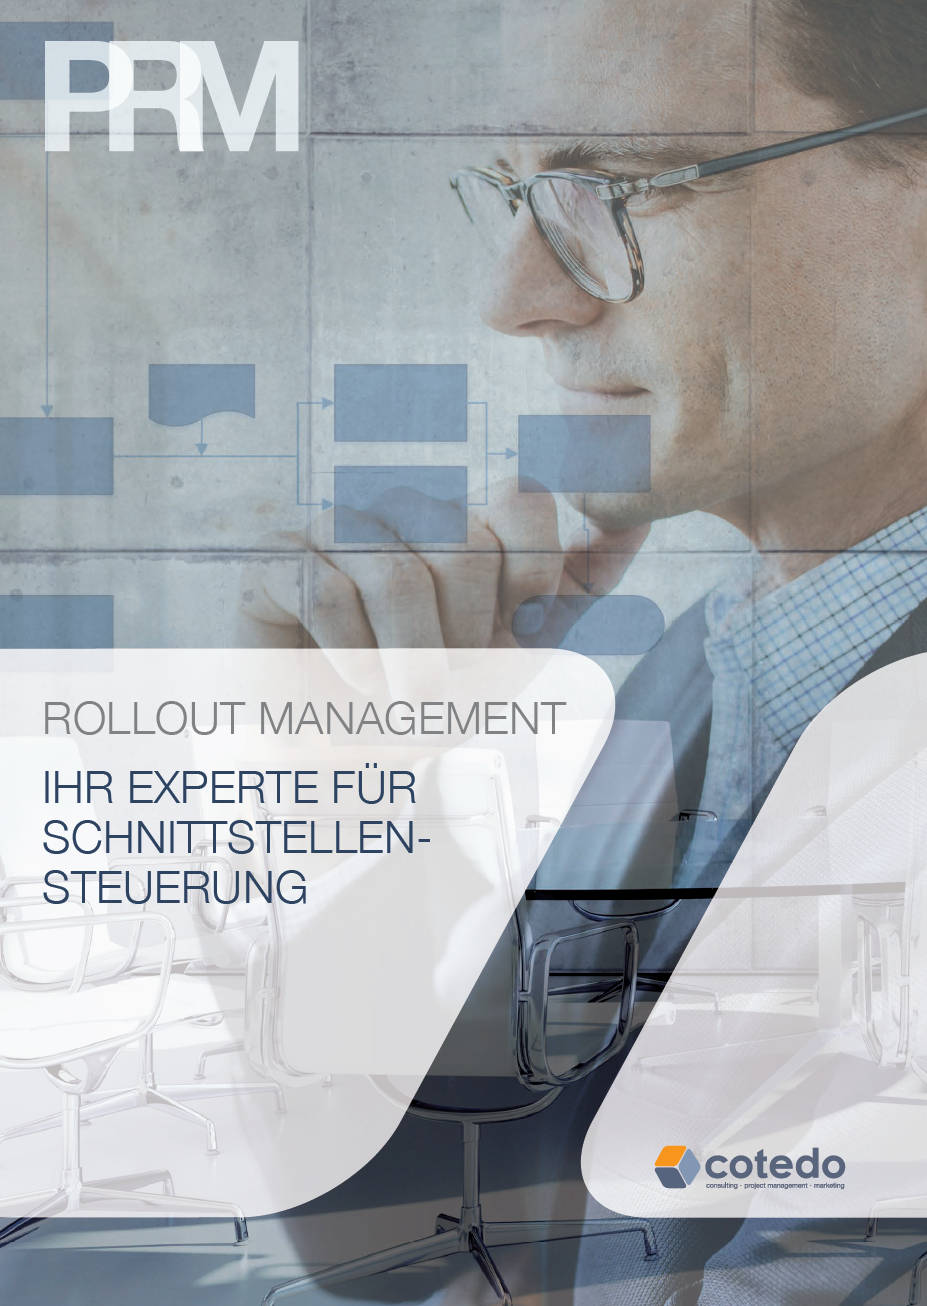 PRM
ROLLOUT MANAGEMENT
IHR EXPERTE FÜR
SCHNITTSTELLEN-
STEUERUNG
cotedo
consulting - project management - marketing